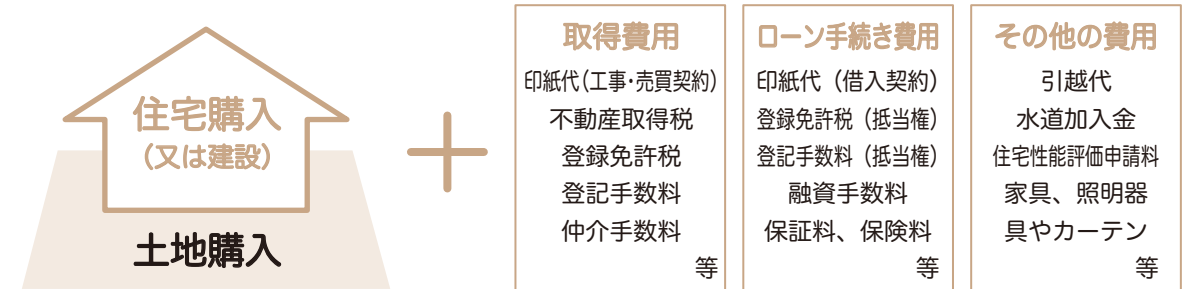 住宅購入
（又は建設）
土地購入
＋
取得費用
印紙代（工事・売買契約）
不動産取得税
登録免許税
登記手数料
仲介手数料
等
ローン手続き費用
印紙代（借入契約）
登録免許税（抵当権）
登記手数料（抵当権）
融資手数料
保証料、保険料
等
その他の費用
引越代
水道加入金
住宅性能評価申請料
家具、照明器
具やカーテン
等